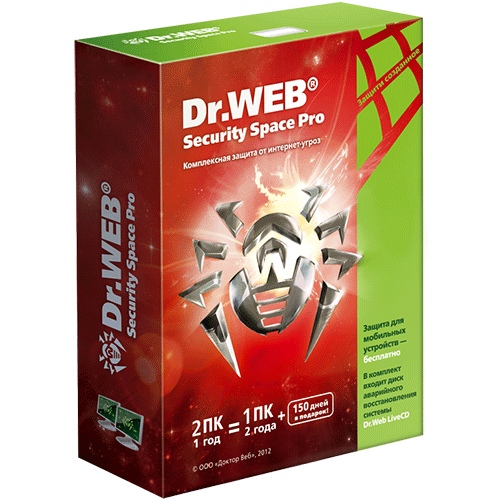 Dr.WEB®
Security Space Pro
Комплексная защита от интернет-угроз
Защити созданное
Dr.WEB®
Security Space Pro
Защита для
мобильных
устройств —
бесплатно
В комплект
входит диск
аварийного
восстановления
системы
Dr.Web LiveCD
2 ПК = 1 ПК + 150 дней
1 год 2 года в подарок!
© ООО «Доктор Веб», 2012